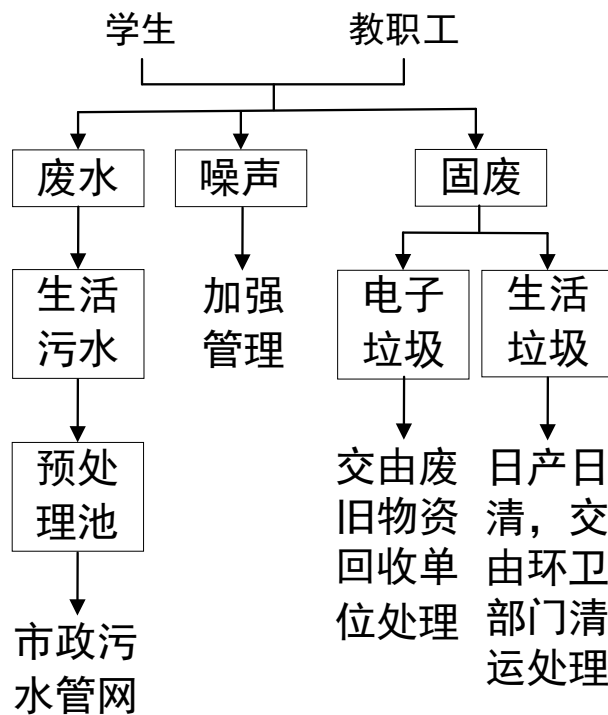 学生
教职工
废水
噪声
固废
生活
污水
加强
管理
电子
垃圾
生活
垃圾
预处
理池
交由废
旧物资
回收单
位处理
日产日
清，交
由环卫
部门清
运处理
市政污
水管网